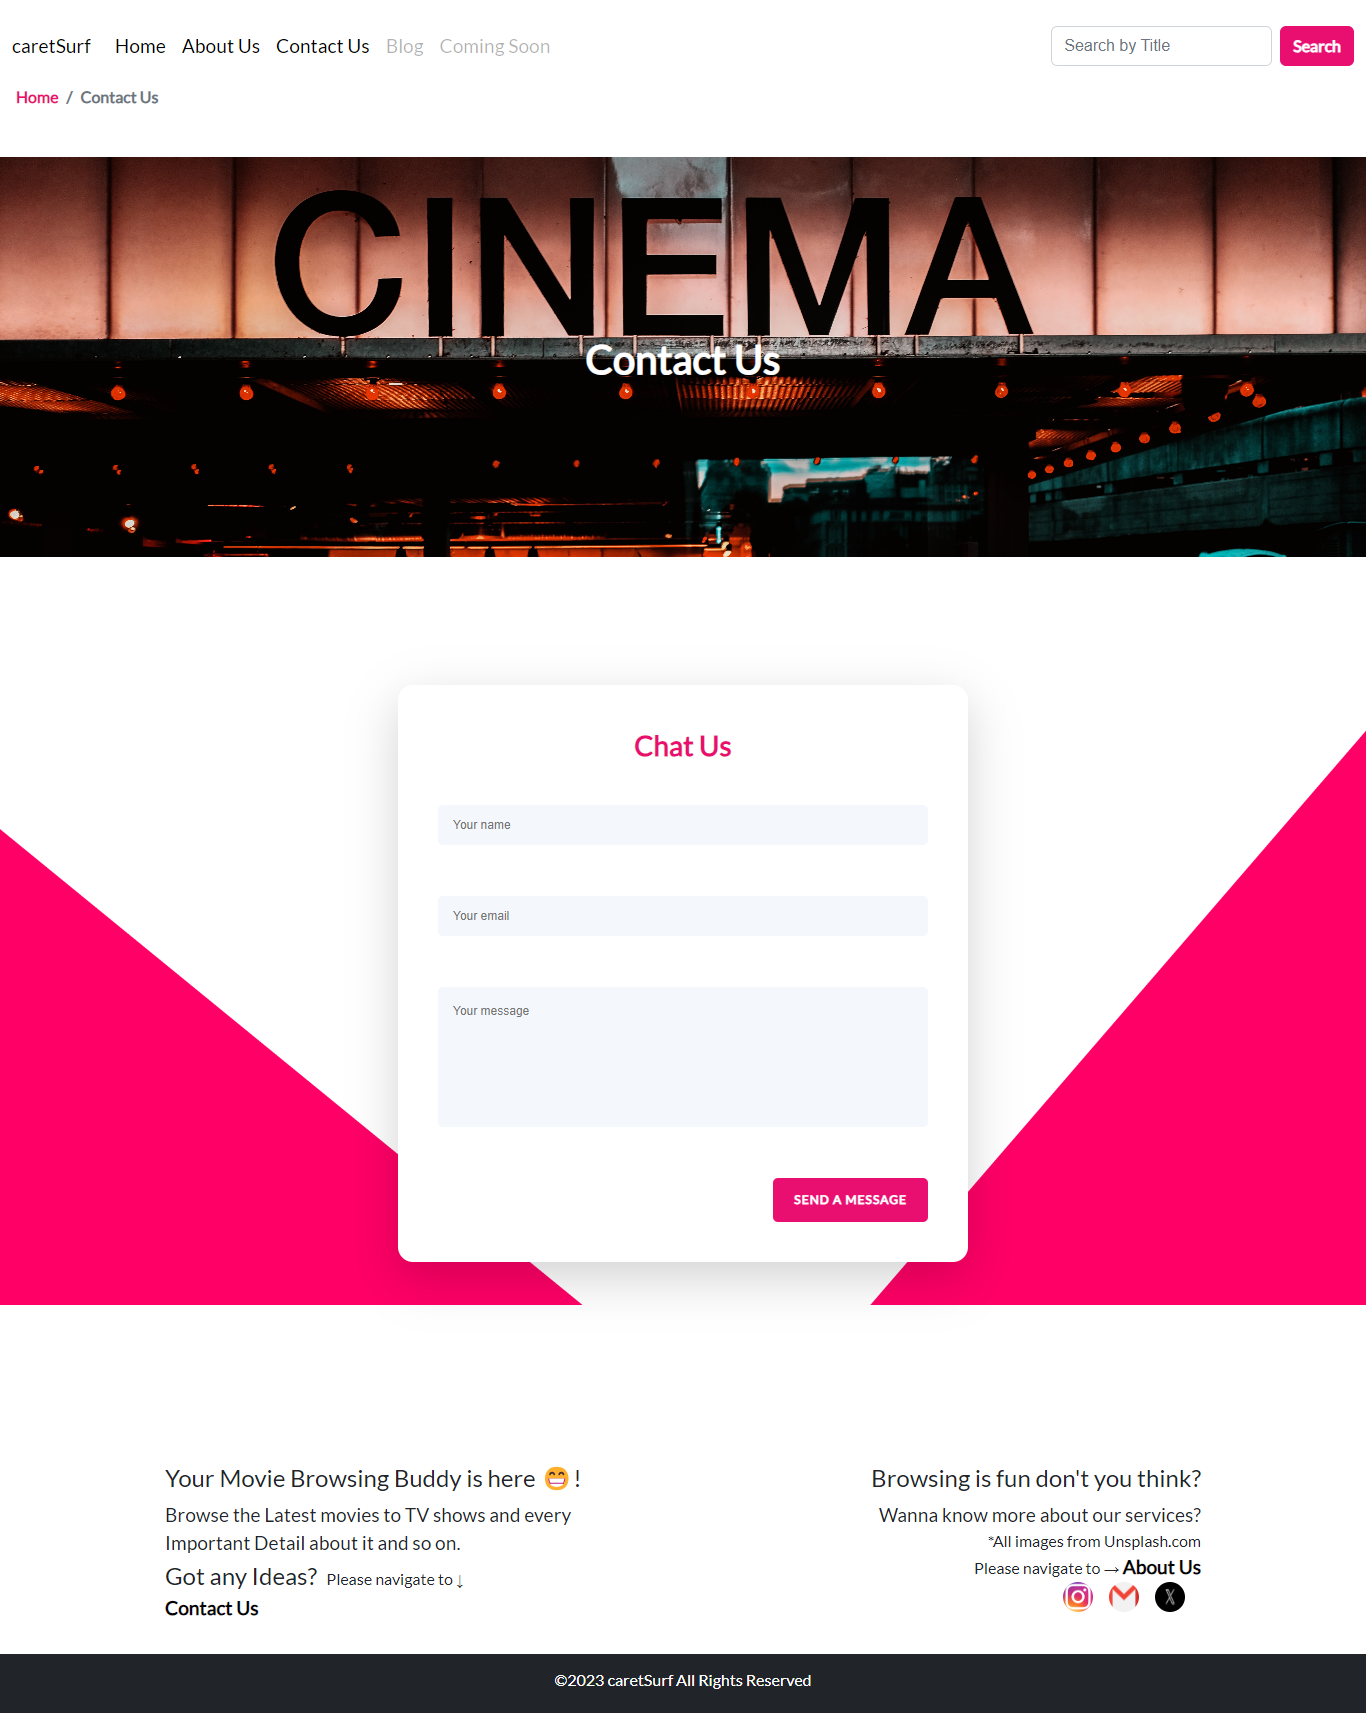 caretSurf Home About Us Contact Us Blog Coming Soon Search by Title Search
Home / Contact Us
CINEMA
Contact Us
Chat Us
Your name
Your email
Your message
SEND A MESSAGE
Your Movie Browsing Buddy is here 😁 !
Browse the Latest movies to TV shows and every
Important Detail about it and so on.
Got any Ideas? Please navigate to ↓
Contact Us
Browsing is fun don't you think?
Wanna know more about our services?
*All images from Unsplash.com
Please navigate to → About Us
©2023 caretSurf All Rights Reserved